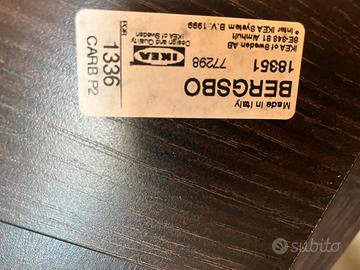 Made in Italy
BERGSBO
77298
18351
IKEA of Sweden AB
SE-343 81 Älmhult
© Inter IKEA System B.V. 1999
Design and Quality
IKEA
IKEA of Sweden
1336
CARB P2
subito